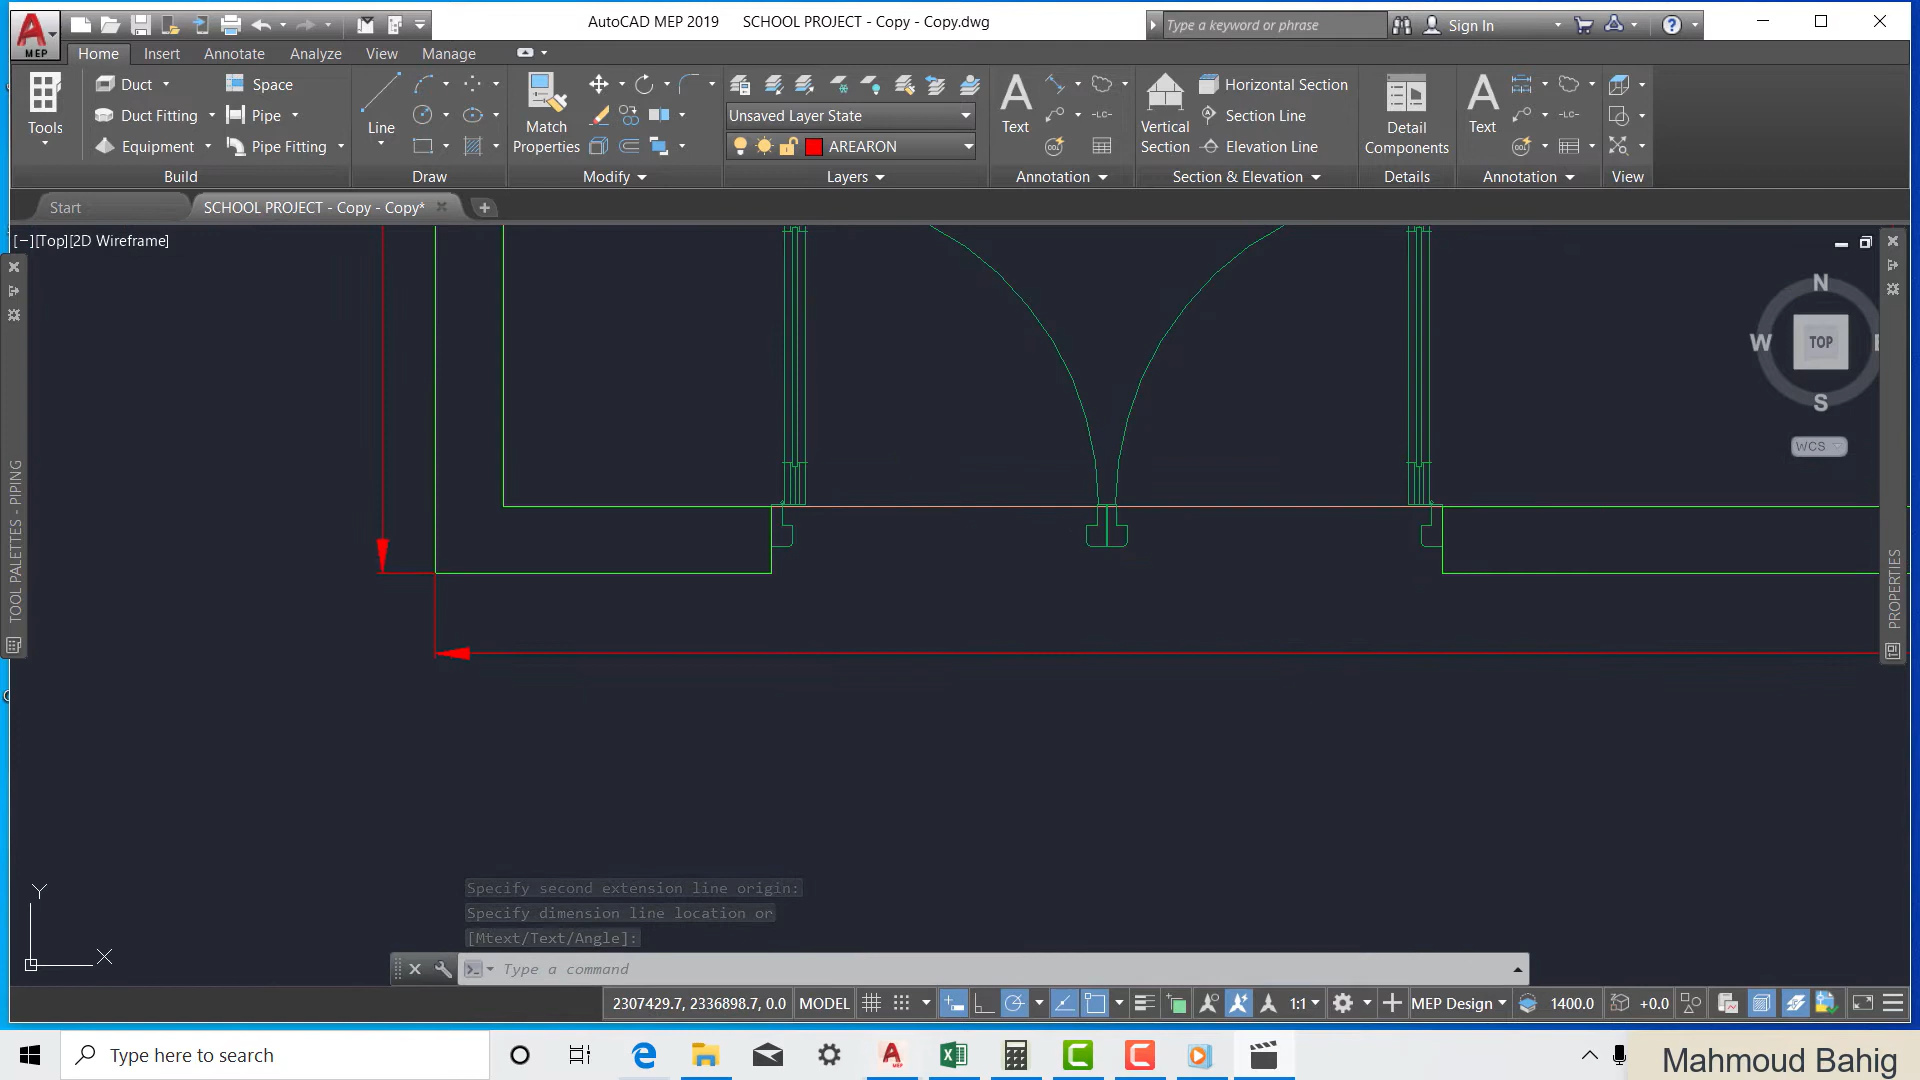 AutoCAD MEP 2019 SCHOOL PROJECT - Copy - Copy.dwg
Type a keyword or phrase
Sign In
MEP
Home Insert Annotate Analyze View Manage
Tools
Duct
Duct Fitting
Equipment
Space
Pipe
Pipe Fitting
Build
Line
Draw
Match
Properties
Modify
Unsaved Layer State
AREARON
Layers
Text
-LC-
Annotation
Vertical
Section
Horizontal Section
Section Line
Elevation Line
Section & Elevation
Detail
Components
Details
Text
-LC-
Annotation
View
Start
SCHOOL PROJECT - Copy - Copy*
[−][Top][2D Wireframe]
N
W
TOP
S
WCS
TOOL PALETTES - PIPING
PROPERTIES
Y
X
Specify second extension line origin:
Specify dimension line location or
[Mtext/Text/Angle]:
Type a command
2307429.7, 2336898.7, 0.0 MODEL
1:1
MEP Design
1400.0
+0.0
Type here to search
Mahmoud Bahig